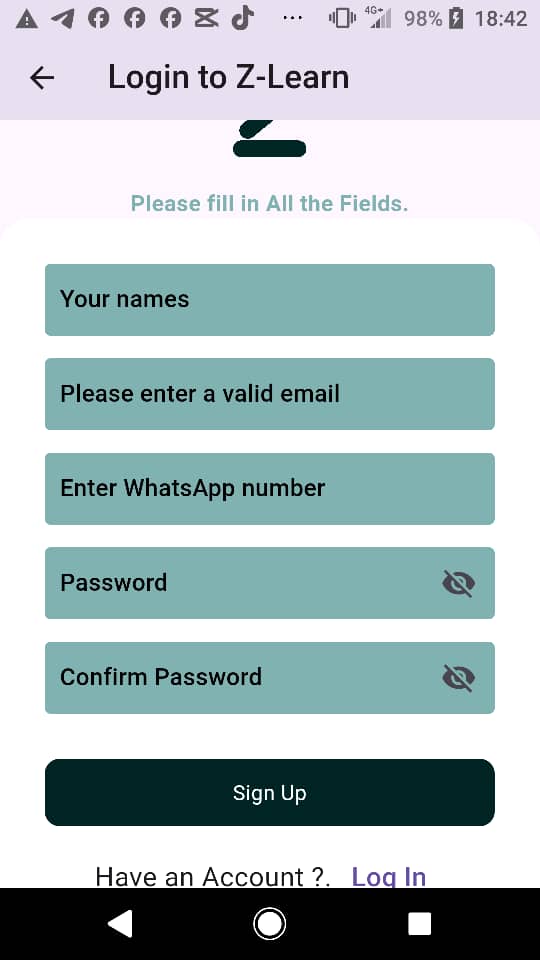 4G+ 98% 18:42
Login to Z-Learn
Please fill in All the Fields.
Your names
Please enter a valid email
Enter WhatsApp number
Password
Confirm Password
Sign Up
Have an Account ?. Log In